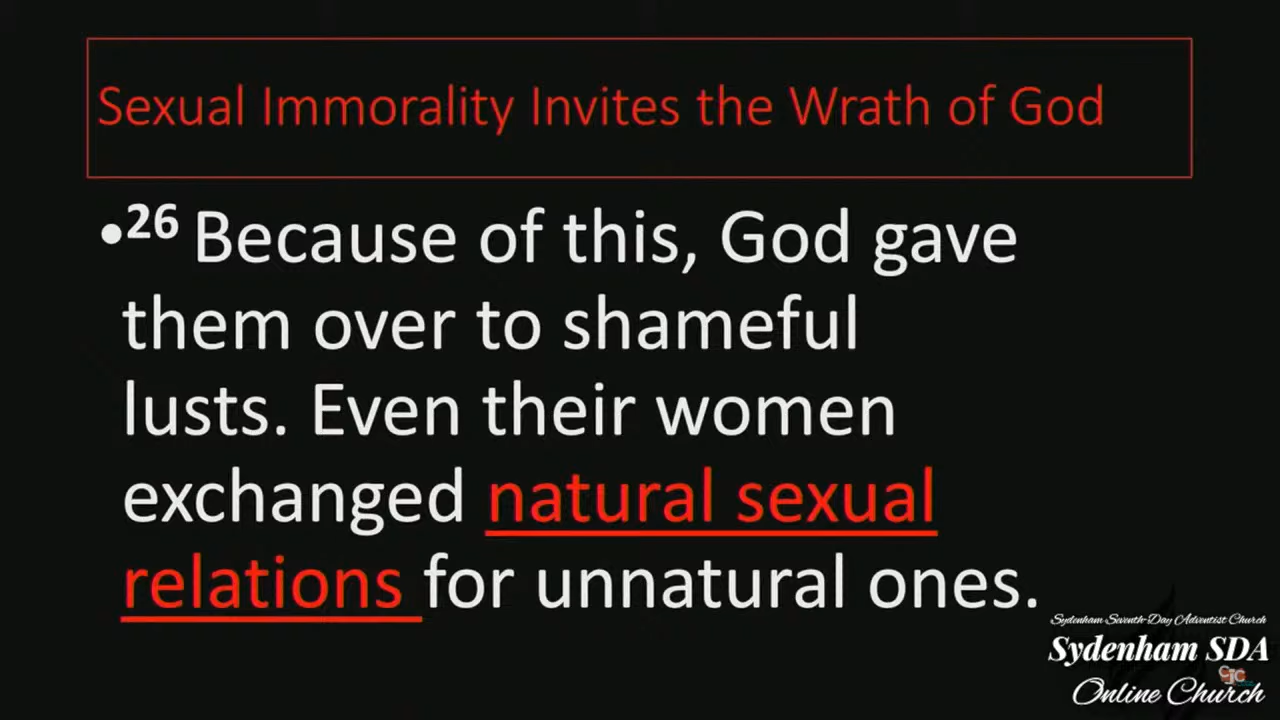 Sexual Immorality Invites the Wrath of God
•26 Because of this, God gave
them over to shameful
lusts. Even their women
exchanged natural sexual
relations for unnatural ones.
Sydenham Seventh-Day Adventist Church
Sydenham SDA
Online Church